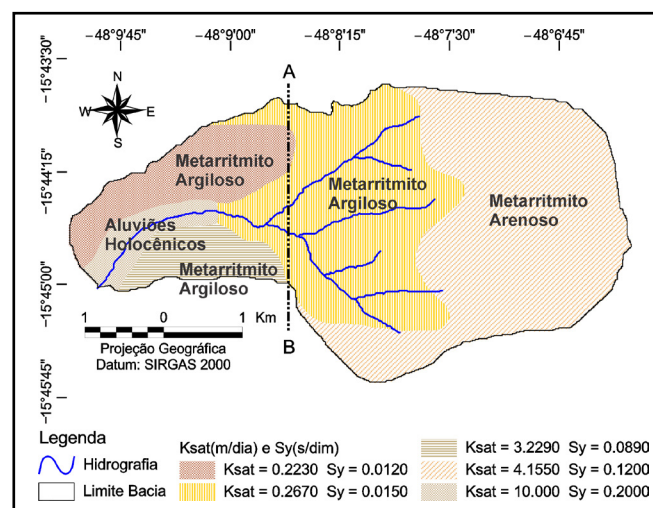 -48°9'45"
-48°9'00"
-48°8'15"
-48°7'30"
-48°6'45"
-15°43'30"
-15°44'15"
-15°45'00"
-15°45'45"
N
W E
S
A
Metarritmito
Argiloso
Metarritmito
Argiloso
Metarritmito
Arenoso
Aluviões
Holocênicos
Metarritmito
Argiloso
B
1 0 1 Km
Projeção Geográfica
Datum: SIRGAS 2000
Legenda
Hidrografia
Limite Bacia
Ksat(m/dia) e Sy(s/dim)
Ksat = 0.2230 Sy = 0.0120
Ksat = 0.2670 Sy = 0.0150
Ksat = 3.2290 Sy = 0.0890
Ksat = 4.1550 Sy = 0.1200
Ksat = 10.000 Sy = 0.2000